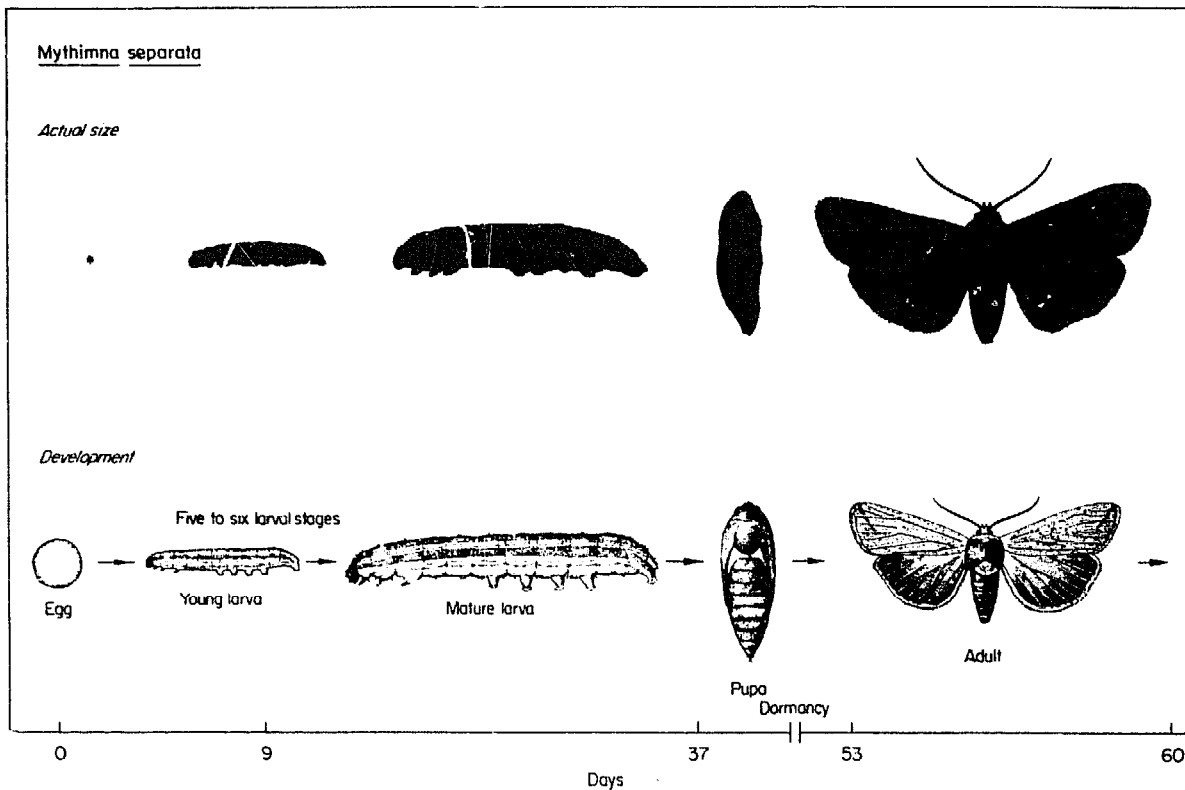 Mythimna separata
Actual size
Development
Five to six larval stages
Egg
Young larva
Mature larva
Pupa
Dormancy
Adult
0
9
37
53
60
Days